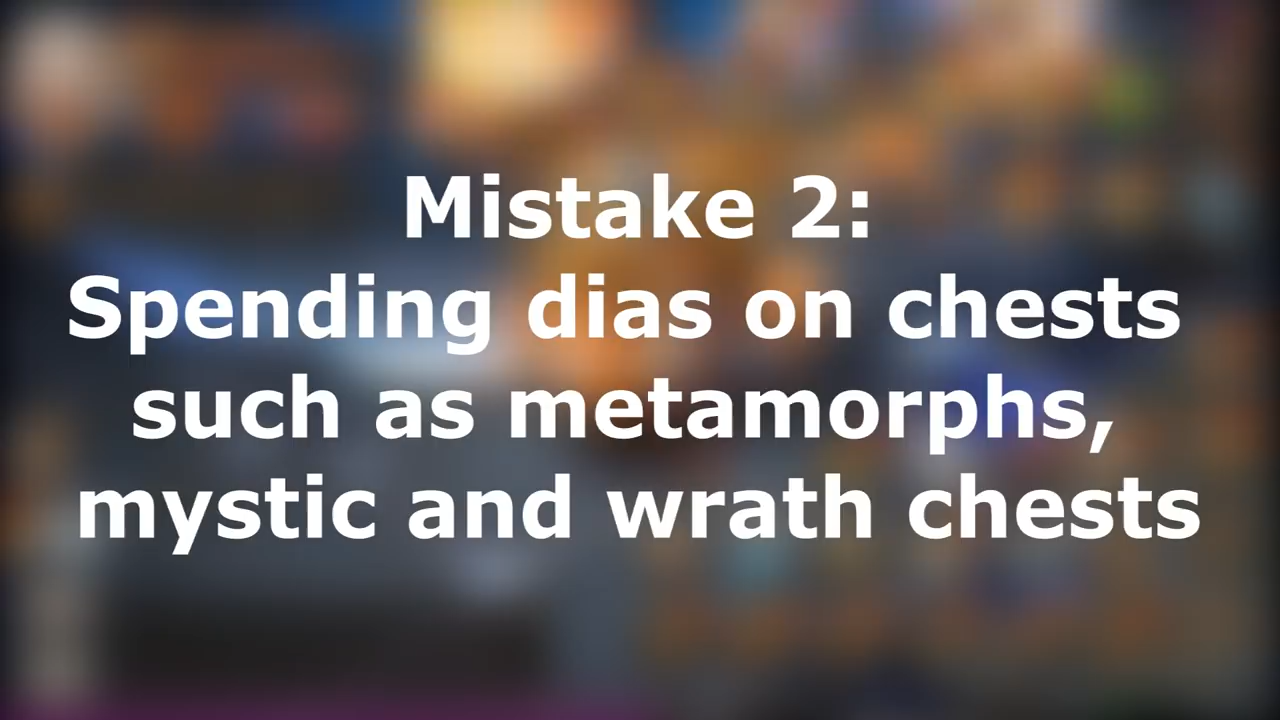 Mistake 2:
Spending dias on chests
such as metamorphs,
mystic and wrath chests